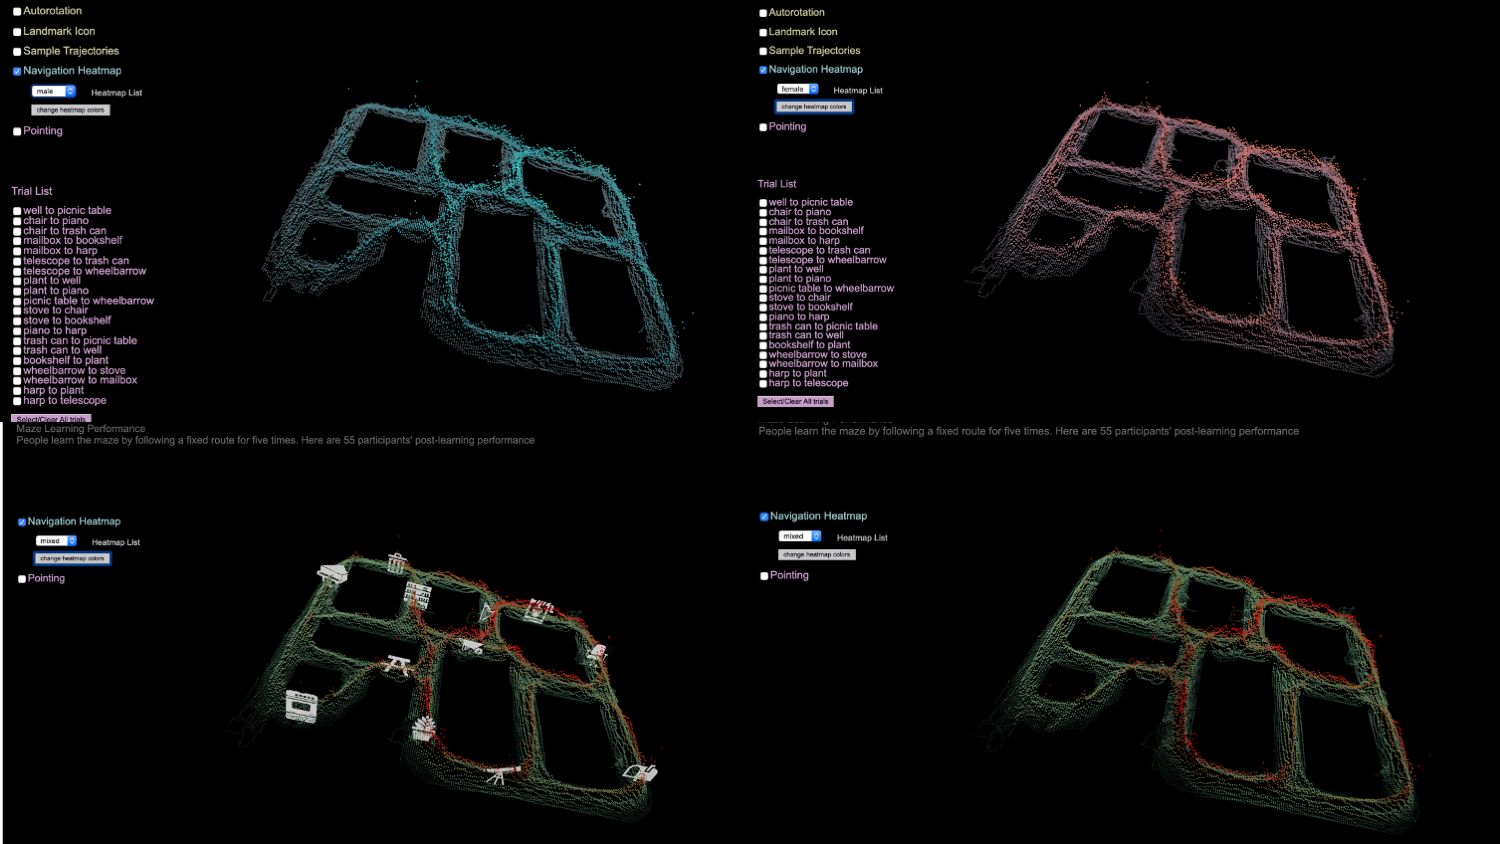 Autorotation
Landmark Icon
Sample Trajectories
Navigation Heatmap
male
Heatmap List
change heatmap colors
Pointing
Trial List
well to picnic table
chair to piano
chair to trash can
mailbox to bookshelf
mailbox to harp
telescope to trash can
telescope to wheelbarrow
plant to well
plant to piano
picnic table to wheelbarrow
stove to chair
stove to bookshelf
piano to harp
trash can to picnic table
trash can to well
bookshelf to plant
wheelbarrow to stove
wheelbarrow to mailbox
harp to plant
harp to telescope
Select/Clear All trials
Maze Learning Performance
People learn the maze by following a fixed route for five times. Here are 55 participants' post-learning performance
Autorotation
Landmark Icon
Sample Trajectories
Navigation Heatmap
female
Heatmap List
change heatmap colors
Pointing
Trial List
well to picnic table
chair to piano
chair to trash can
mailbox to bookshelf
mailbox to harp
telescope to trash can
telescope to wheelbarrow
plant to well
plant to piano
picnic table to wheelbarrow
stove to chair
stove to bookshelf
piano to harp
trash can to picnic table
trash can to well
bookshelf to plant
wheelbarrow to stove
wheelbarrow to mailbox
harp to plant
harp to telescope
Select/Clear All trials
People learn the maze by following a fixed route for five times. Here are 55 participants' post-learning performance
Navigation Heatmap
mixed
Heatmap List
change heatmap colors
Pointing
Navigation Heatmap
mixed
Heatmap List
change heatmap colors
Pointing